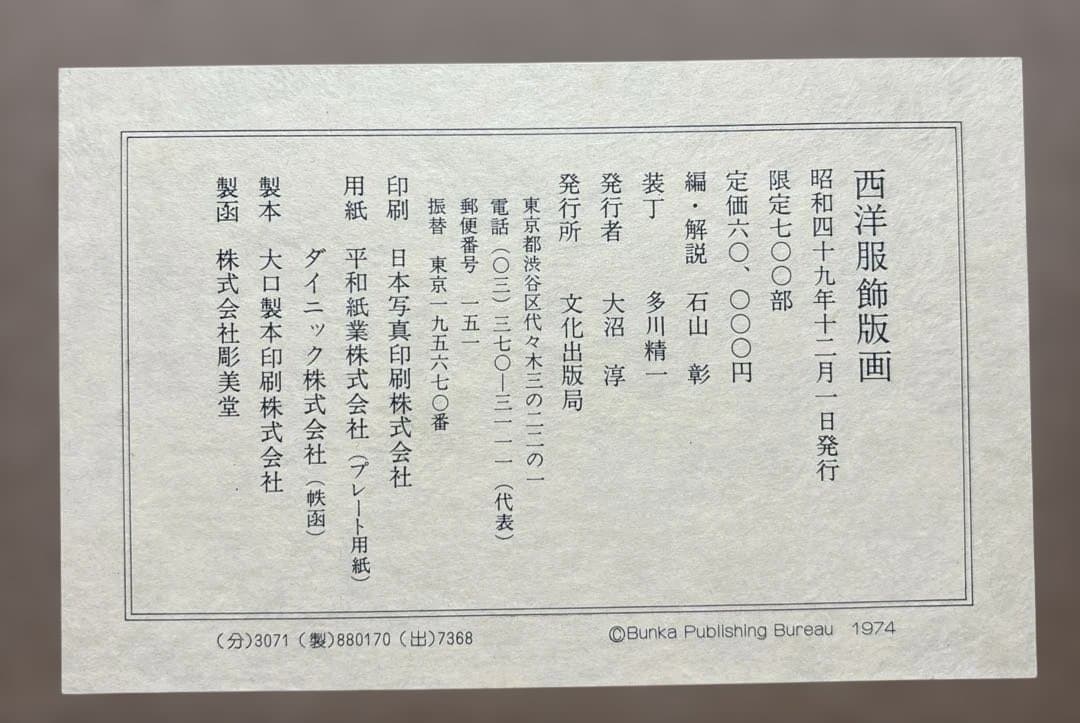 西洋服飾版画
昭和四十九年十二月一日発行
限定七〇〇部
定価六〇、〇〇〇円
編・解説 石山 彰
装丁 多川精一
発行者 大沼 淳
発行所 文化出版局
東京都渋谷区代々木三の二二の一
電話(〇三)三七〇―三一一一(代表)
郵便番号 一五一
振替 東京一九五六七〇番
印刷 日本写真印刷株式会社
用紙 平和紙業株式会社(プレート用紙)
ダイニック株式会社(帙函)
製本 大口製本印刷株式会社
製函 株式会社彫美堂
(分)3071(製)880170(出)7368
©Bunka Publishing Bureau 1974